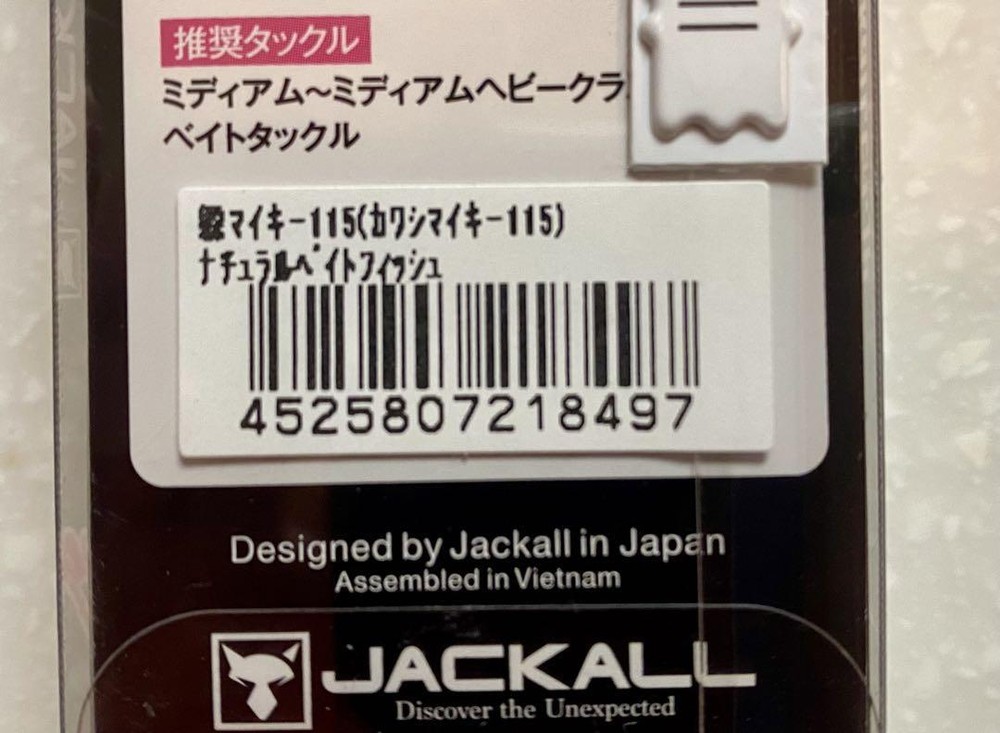 推奨タックル
ミディアム～ミディアムヘビークラ
ベイトタックル
鰕マイキー115(カワシマイキー115)
ナチュラルベイトフィッシュ
4525807218497
Designed by Jackall in Japan
Assembled in Vietnam
JACKALL
Discover the Unexpected